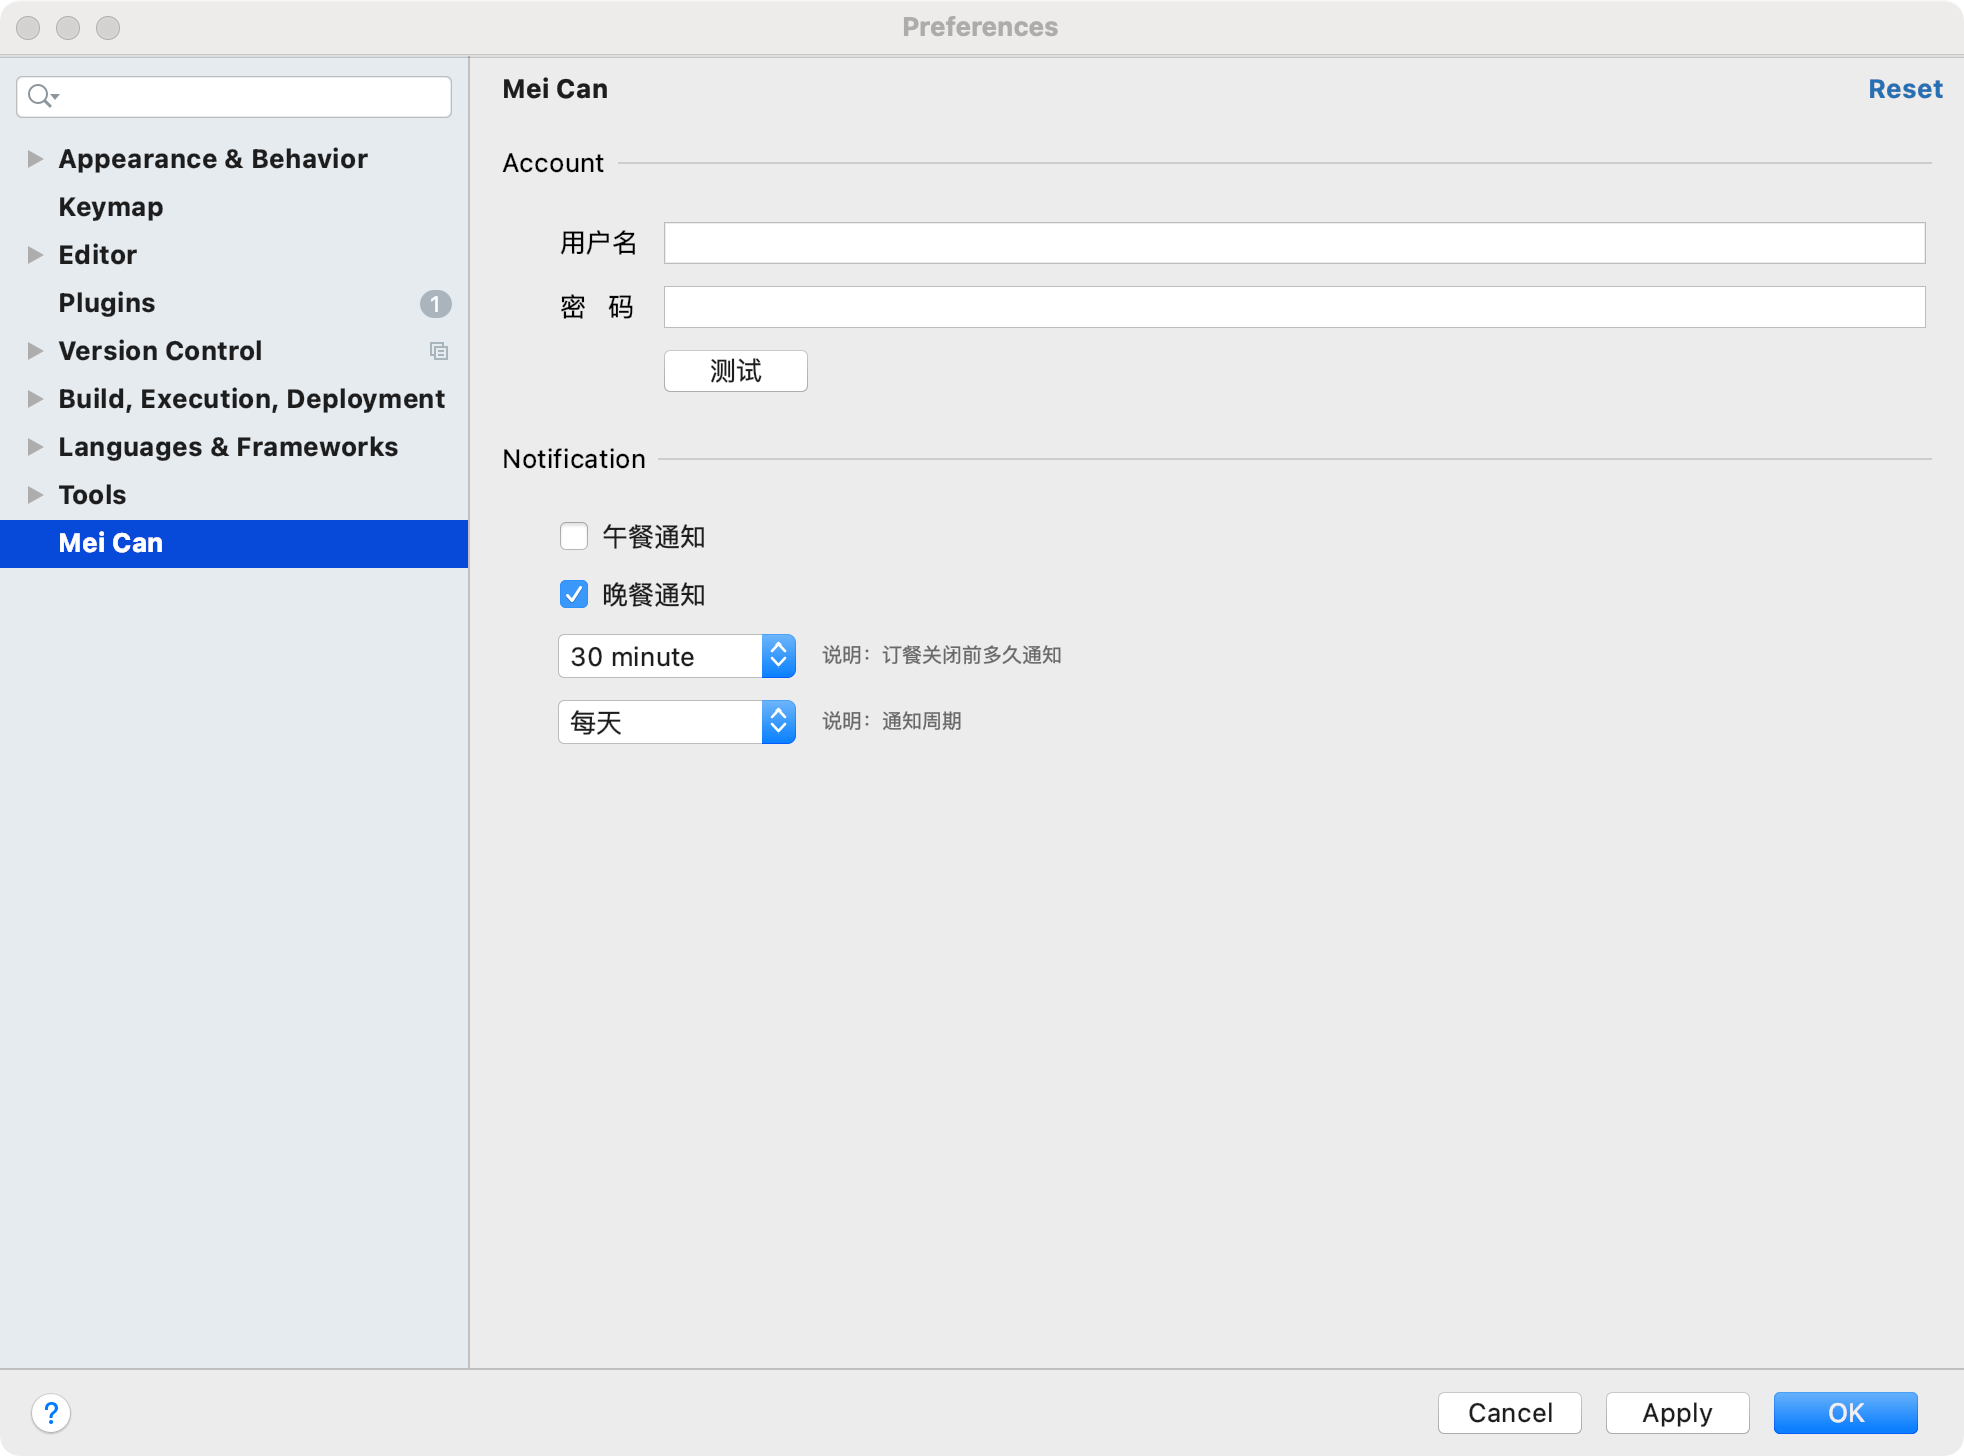 Preferences
Mei Can
Reset
Appearance & Behavior
Keymap
Editor
Plugins
1
Version Control
Build, Execution, Deployment
Languages & Frameworks
Tools
Mei Can
Account
用户名
密 码
测试
Notification
午餐通知
晚餐通知
30 minute
说明：订餐关闭前多久通知
每天
说明：通知周期
?
Cancel
Apply
OK